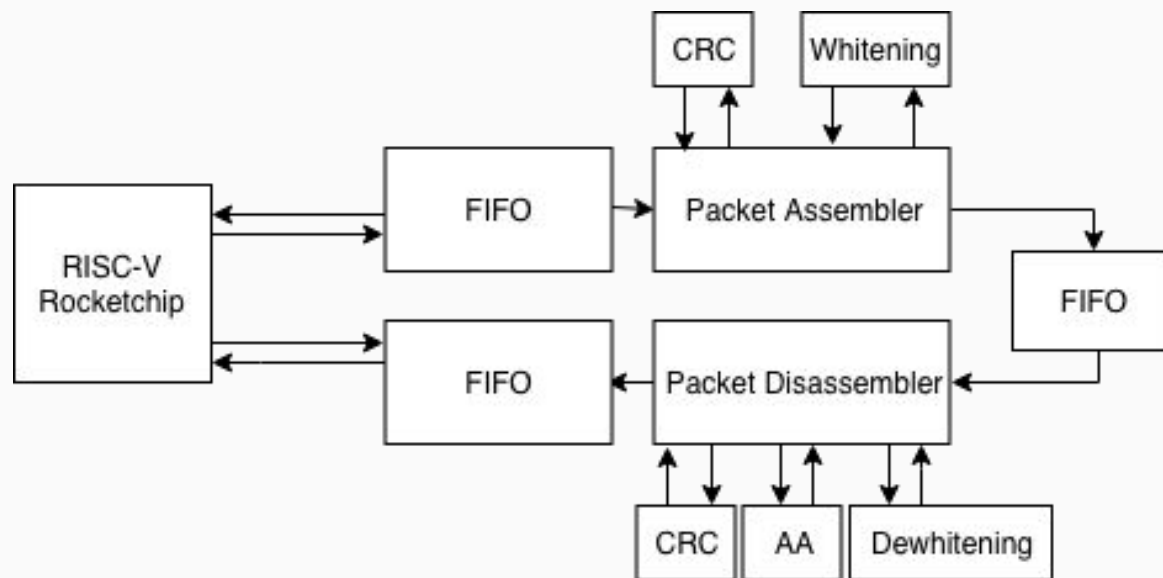 CRC
Whitening
FIFO
Packet Assembler
RISC-V
Rocketchip
FIFO
FIFO
Packet Disassembler
CRC
AA
Dewhitening